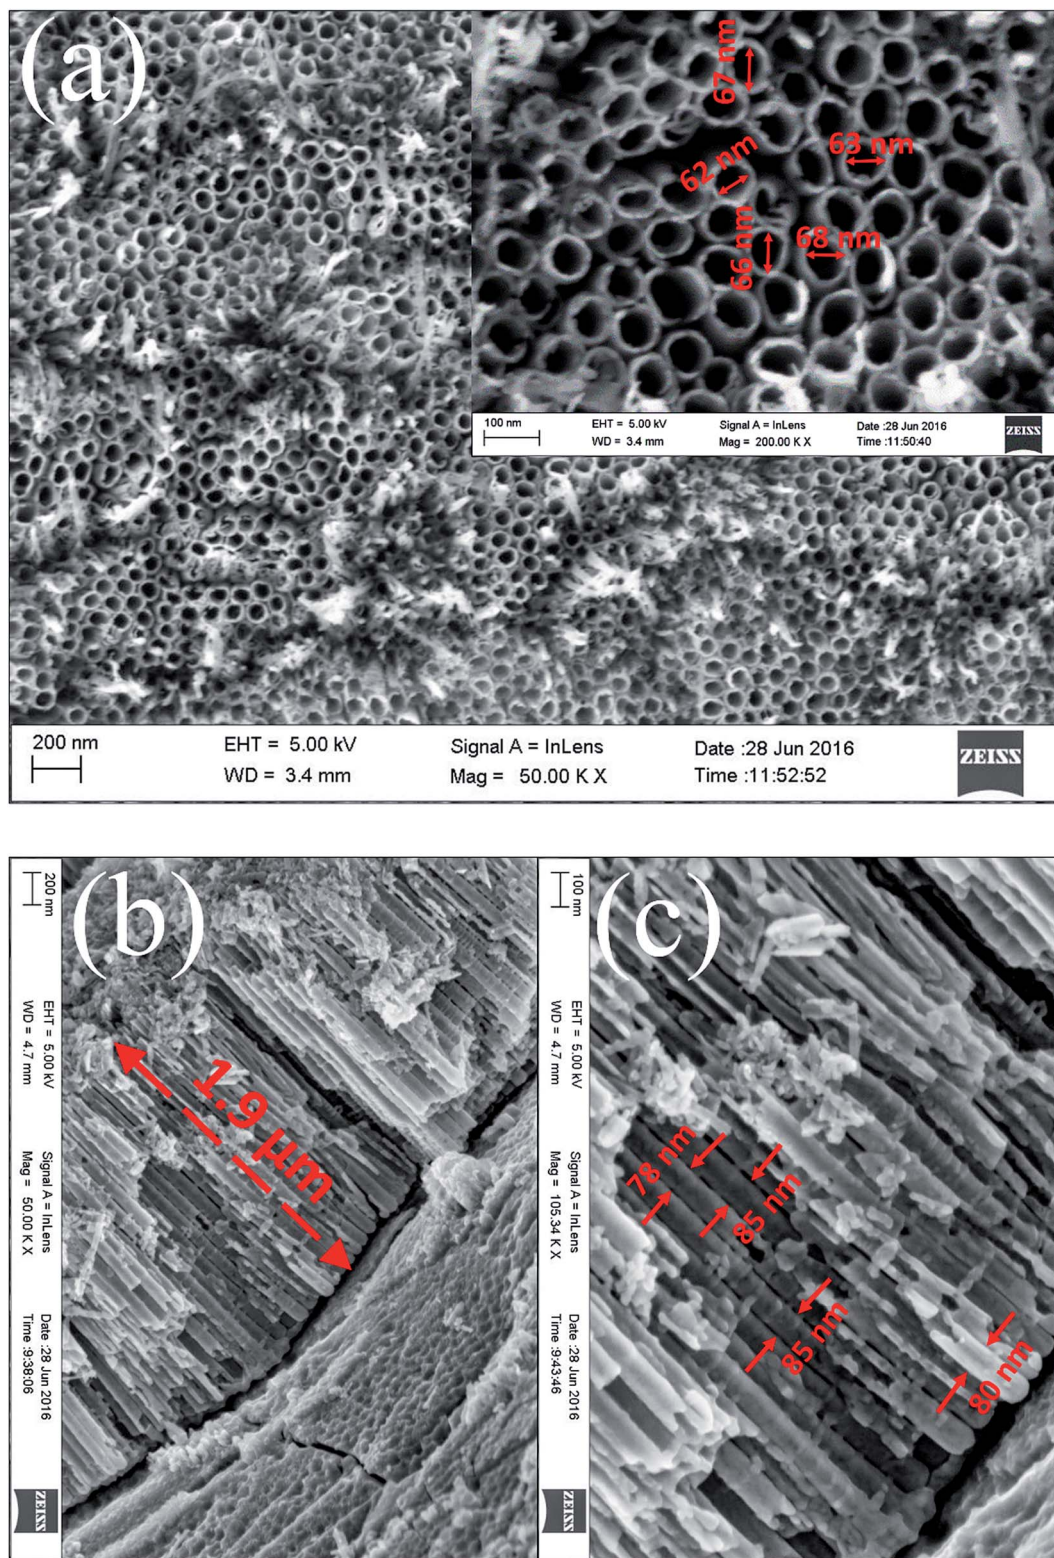 (a)
67 nm
63 nm
62 nm
66 nm
68 nm
100 nm
EHT = 5.00 kV
Signal A = InLens
Date :28 Jun 2016
WD = 3.4 mm
Mag = 200.00 K X
Time :11:50:40
ZEISS
200 nm
EHT = 5.00 kV
Signal A = InLens
Date :28 Jun 2016
WD = 3.4 mm
Mag = 50.00 K X
Time :11:52:52
ZEISS
(b)
200 nm
EHT = 5.00 kV
WD = 4.7 mm
Signal A = InLens
Mag = 50.00 K X
Date :28 Jun 2016
Time :9:38:06
ZEISS
1.9 µm
(c)
100 nm
EHT = 5.00 kV
WD = 4.7 mm
Signal A = InLens
Mag = 105.34 K X
Date :28 Jun 2016
Time :9:43:46
ZEISS
78 nm
85 nm
85 nm
80 nm